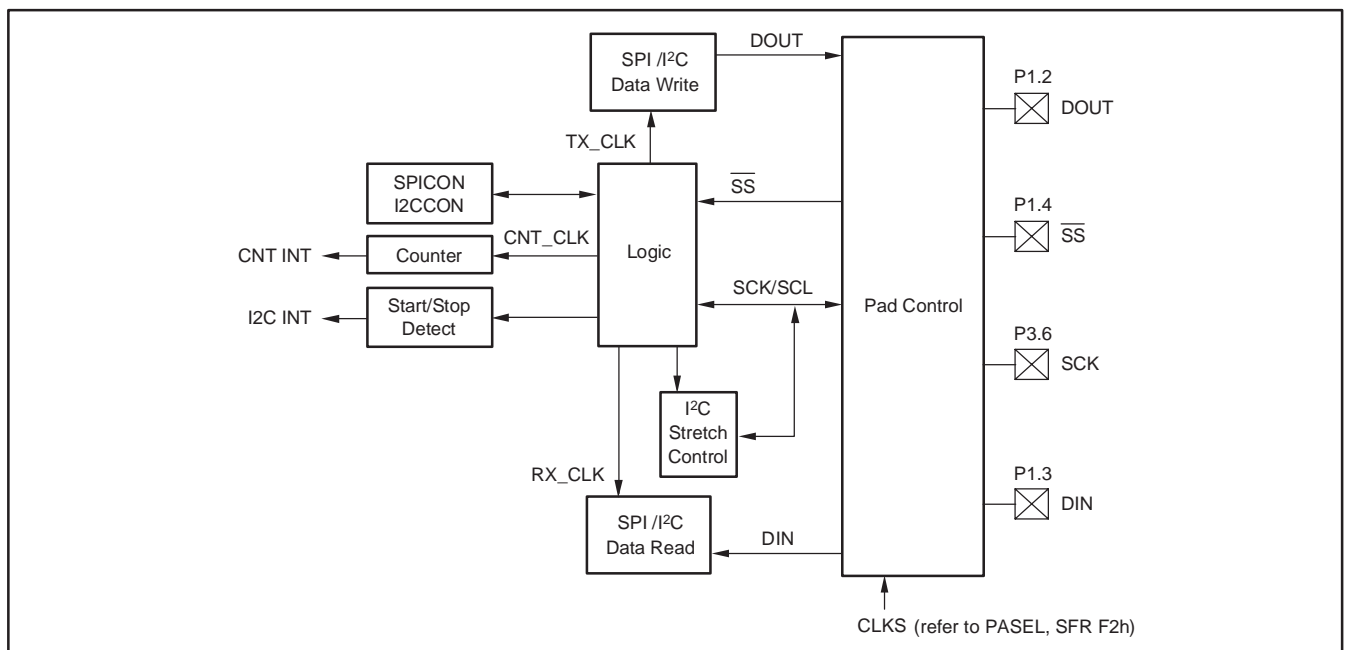 SPI /I²C
Data Write
DOUT
P1.2
DOUT
TX_CLK
SPICON
I2CCON
S̅S̅
P1.4
S̅S̅
CNT_CLK
CNT INT
Counter
Logic
SCK/SCL
Pad Control
I2C INT
Start/Stop
Detect
P3.6
SCK
I²C
Stretch
Control
RX_CLK
P1.3
DIN
SPI /I²C
Data Read
DIN
CLKS (refer to PASEL, SFR F2h)